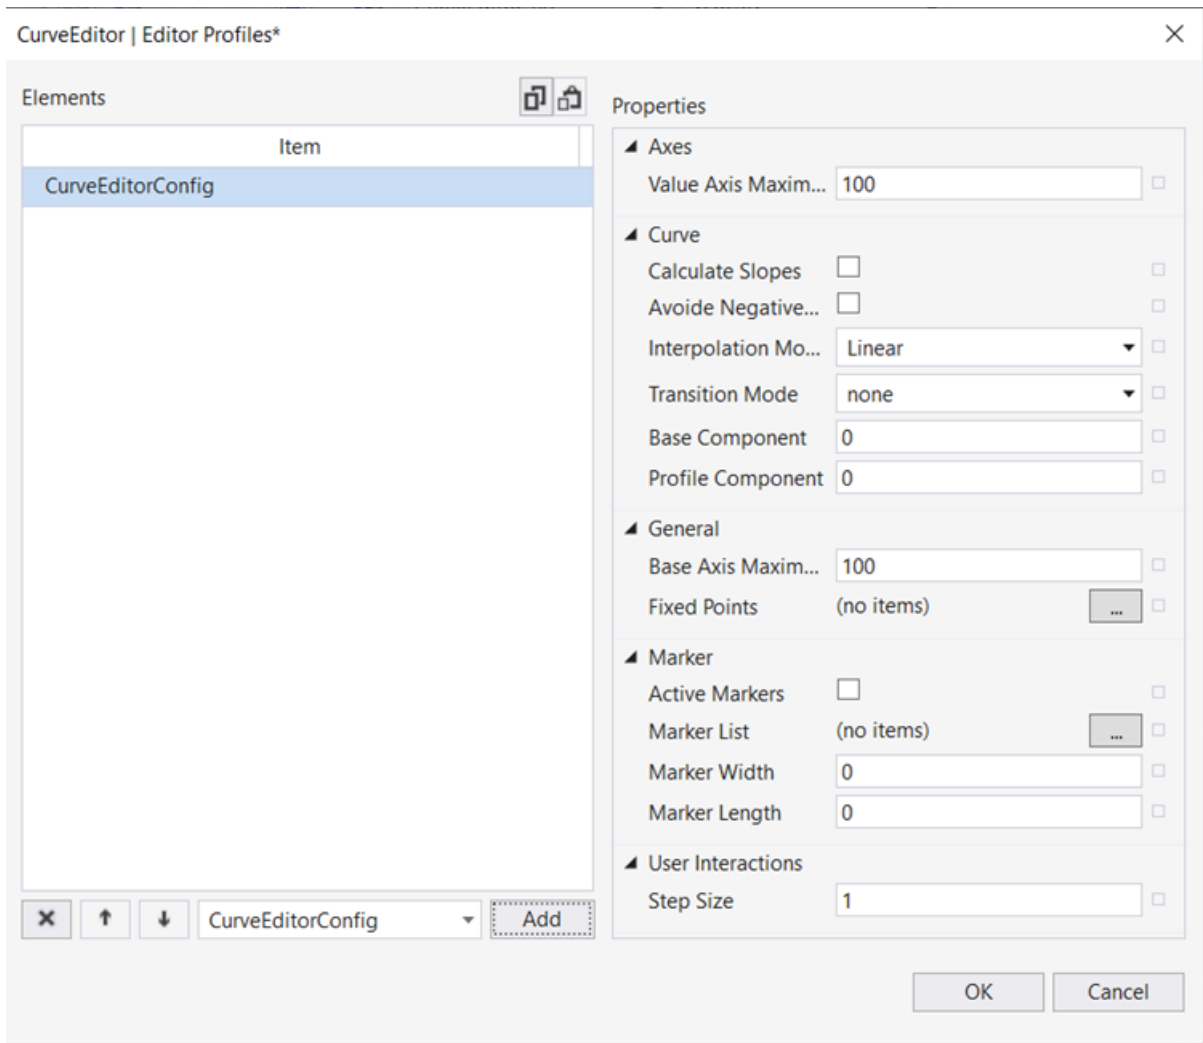 CurveEditor | Editor Profiles*
Elements
Item
CurveEditorConfig
CurveEditorConfig
Add
Properties
Axes
Value Axis Maxim... 100
Curve
Calculate Slopes
Avoide Negative...
Interpolation Mo... Linear
Transition Mode none
Base Component 0
Profile Component 0
General
Base Axis Maxim... 100
Fixed Points (no items) ...
Marker
Active Markers
Marker List (no items) ...
Marker Width 0
Marker Length 0
User Interactions
Step Size 1
OK Cancel